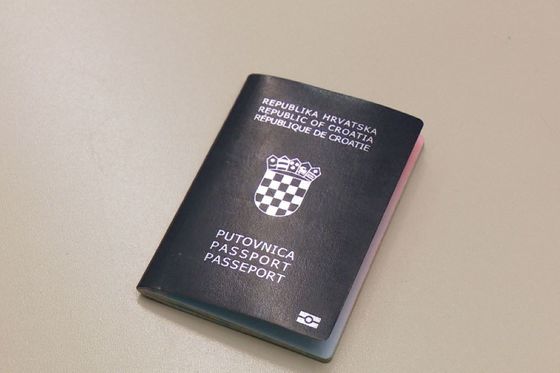 REPUBLIKA HRVATSKA
REPUBLIC OF CROATIA
RÉPUBLIQUE DE CROATIE
PUTOVNICA
PASSPORT
PASSEPORT